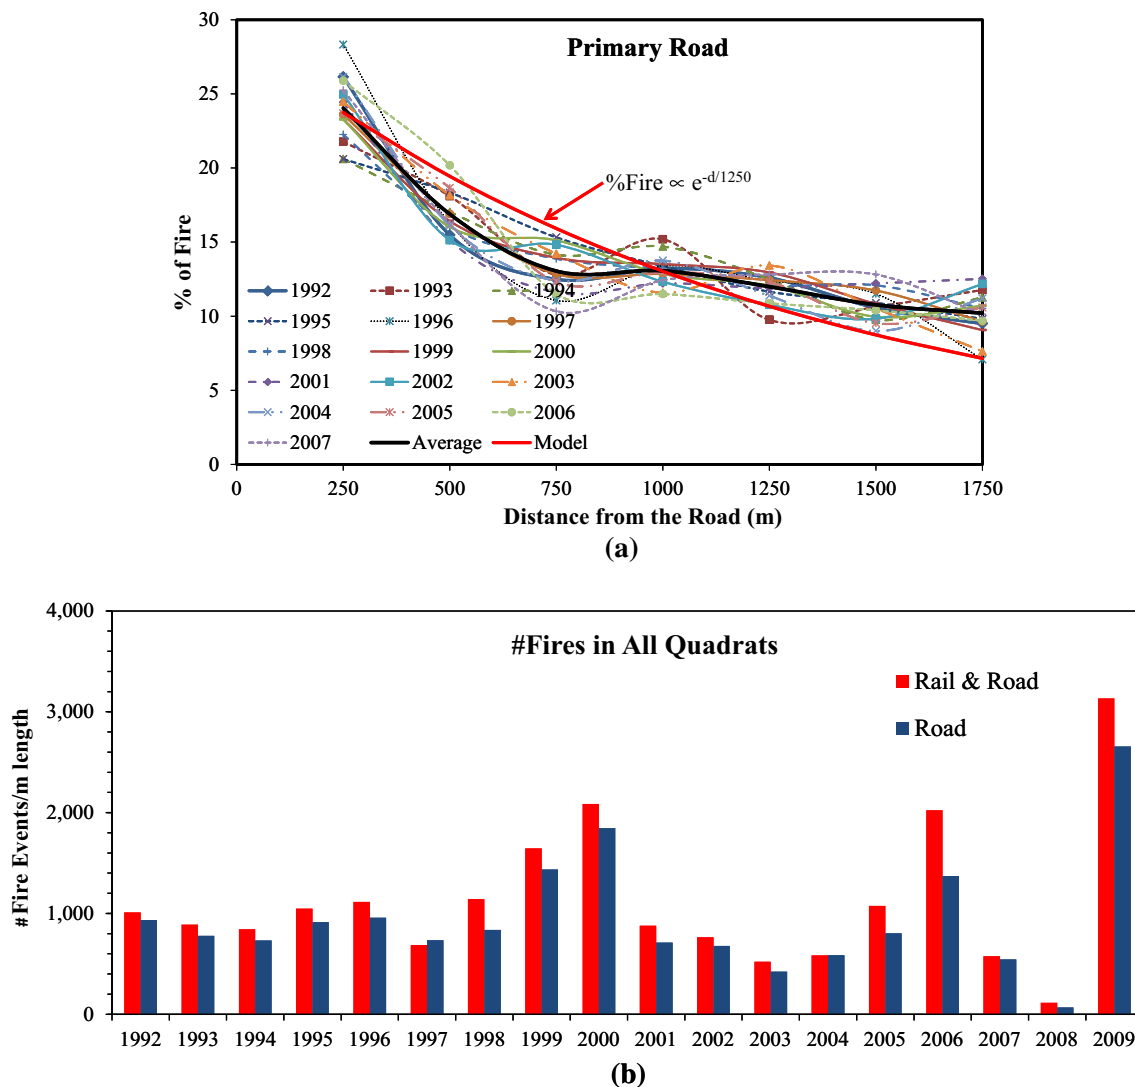 Primary Road
30
25
20
15
10
5
0
% of Fire
%Fire ∝ e^-d/1250
1992 1993 1994
1995 1996 1997
1998 1999 2000
2001 2002 2003
2004 2005 2006
2007 Average Model
0 250 500 750 1000 1250 1500 1750
Distance from the Road (m)
(a)
#Fires in All Quadrats
4,000
3,000
2,000
1,000
0
#Fire Events/m length
Rail & Road
Road
1992 1993 1994 1995 1996 1997 1998 1999 2000 2001 2002 2003 2004 2005 2006 2007 2008 2009
(b)